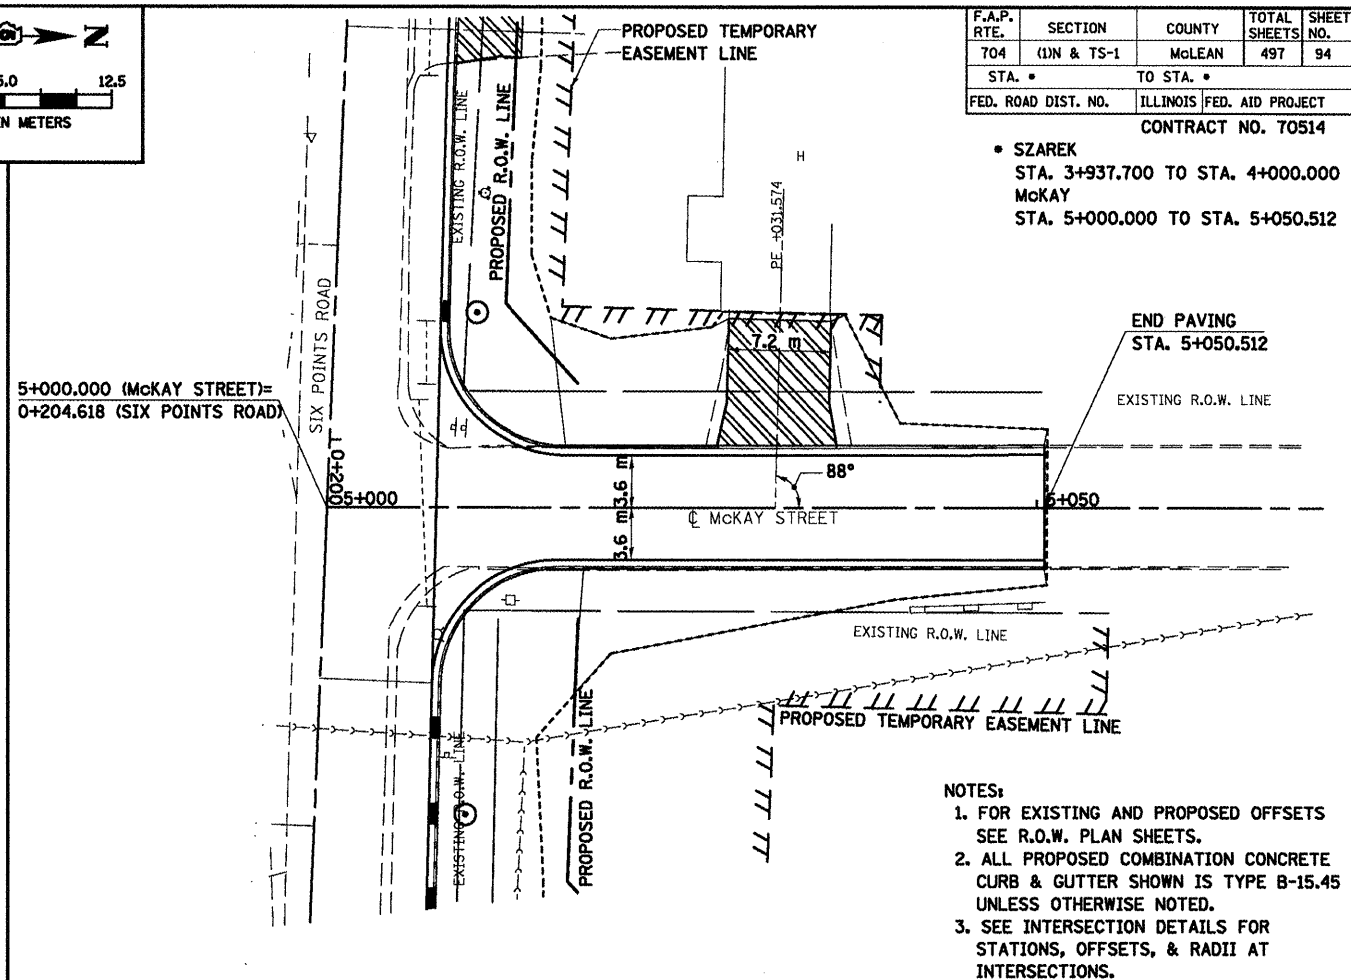 N
5.0 12.5
EN METERS
F.A.P. RTE. SECTION COUNTY TOTAL SHEETS SHEET NO.
704 (1)N & TS-1 McLEAN 497 94
STA. * TO STA. *
FED. ROAD DIST. NO. ILLINOIS FED. AID PROJECT
CONTRACT NO. 70514
* SZAREK
STA. 3+937.700 TO STA. 4+000.000
McKAY
STA. 5+000.000 TO STA. 5+050.512
PROPOSED TEMPORARY
EASEMENT LINE
EXISTING R.O.W. LINE
PROPOSED R.O.W. LINE
H
PE +031.574
SIX POINTS ROAD
7.2 m
END PAVING
STA. 5+050.512
5+000.000 (McKAY STREET)=
0+204.618 (SIX POINTS ROAD)
EXISTING R.O.W. LINE
0+200
5+000
3.6 m
3.6 m
88°
℄ McKAY STREET
5+050
EXISTING R.O.W. LINE
PROPOSED TEMPORARY EASEMENT LINE
EXISTING R.O.W. LINE
PROPOSED R.O.W. LINE
NOTES:
1. FOR EXISTING AND PROPOSED OFFSETS
SEE R.O.W. PLAN SHEETS.
2. ALL PROPOSED COMBINATION CONCRETE
CURB & GUTTER SHOWN IS TYPE B-15.45
UNLESS OTHERWISE NOTED.
3. SEE INTERSECTION DETAILS FOR
STATIONS, OFFSETS, & RADII AT
INTERSECTIONS.